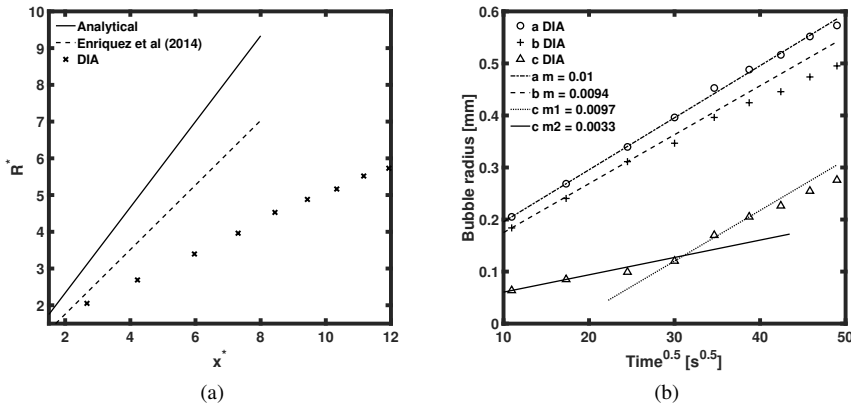 10
9
8
7
6
5
4
3
2
R*
Analytical
Enriquez et al (2014)
DIA
2 4 6 8 10 12
x*
(a)
0.6
0.5
0.4
0.3
0.2
0.1
0
Bubble radius [mm]
a DIA
b DIA
c DIA
a m = 0.01
b m = 0.0094
c m1 = 0.0097
c m2 = 0.0033
10 20 30 40 50
Time^0.5 [s^0.5]
(b)